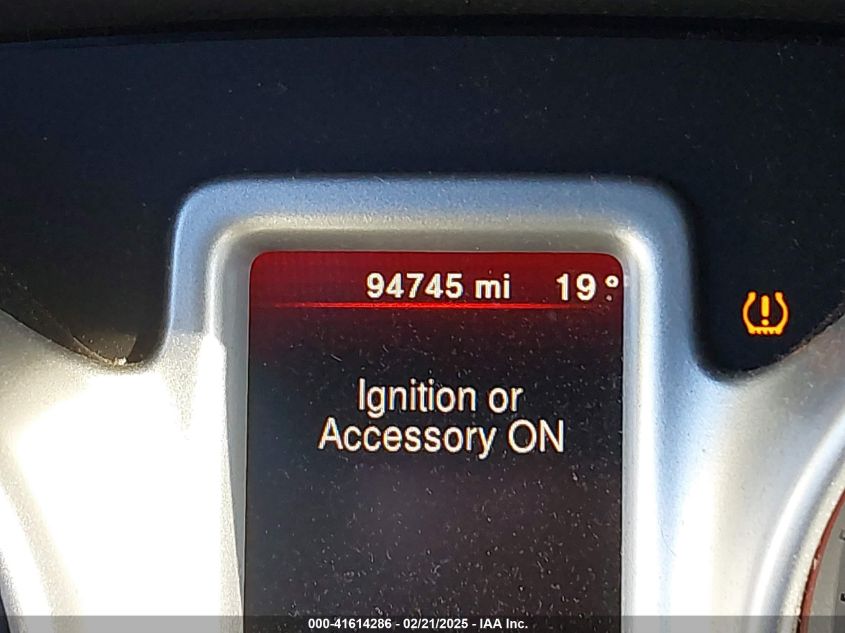 94745 mi 19°
Ignition or
Accessory ON
000-41614286 - 02/21/2025 - IAA Inc.